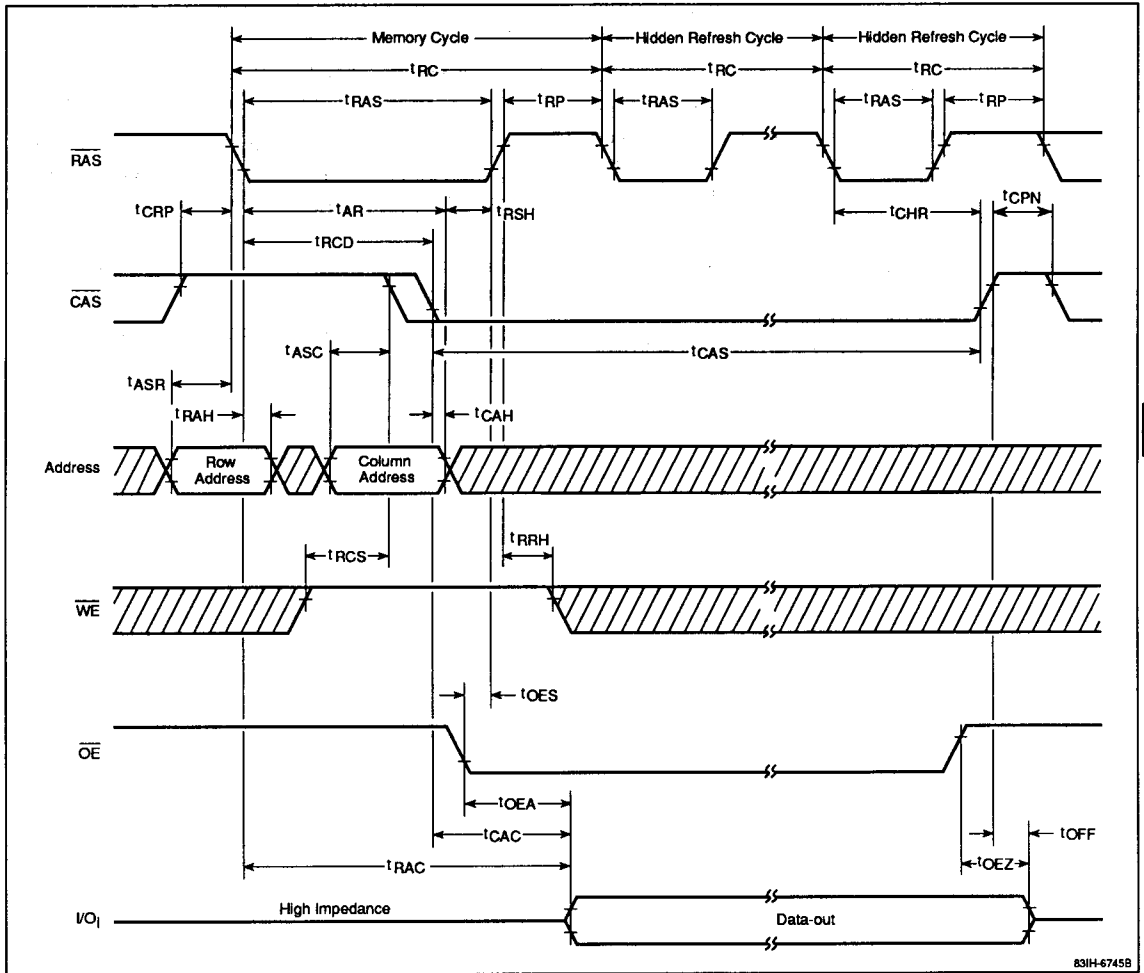 Memory Cycle Hidden Refresh Cycle Hidden Refresh Cycle
tRC tRC tRC
tRAS tRP tRAS tRAS tRP
RAS
tCRP tAR tRSH tCHR tCPN
tRCD
CAS
tASC tCAS
tASR
tRAH tCAH
Address Row Address Column Address
tRCS tRRH
WE
tOES
OE
tOEA
tCAC tOFF
tRAC tOEZ
I/OI High Impedance Data-out
83IH-6745B